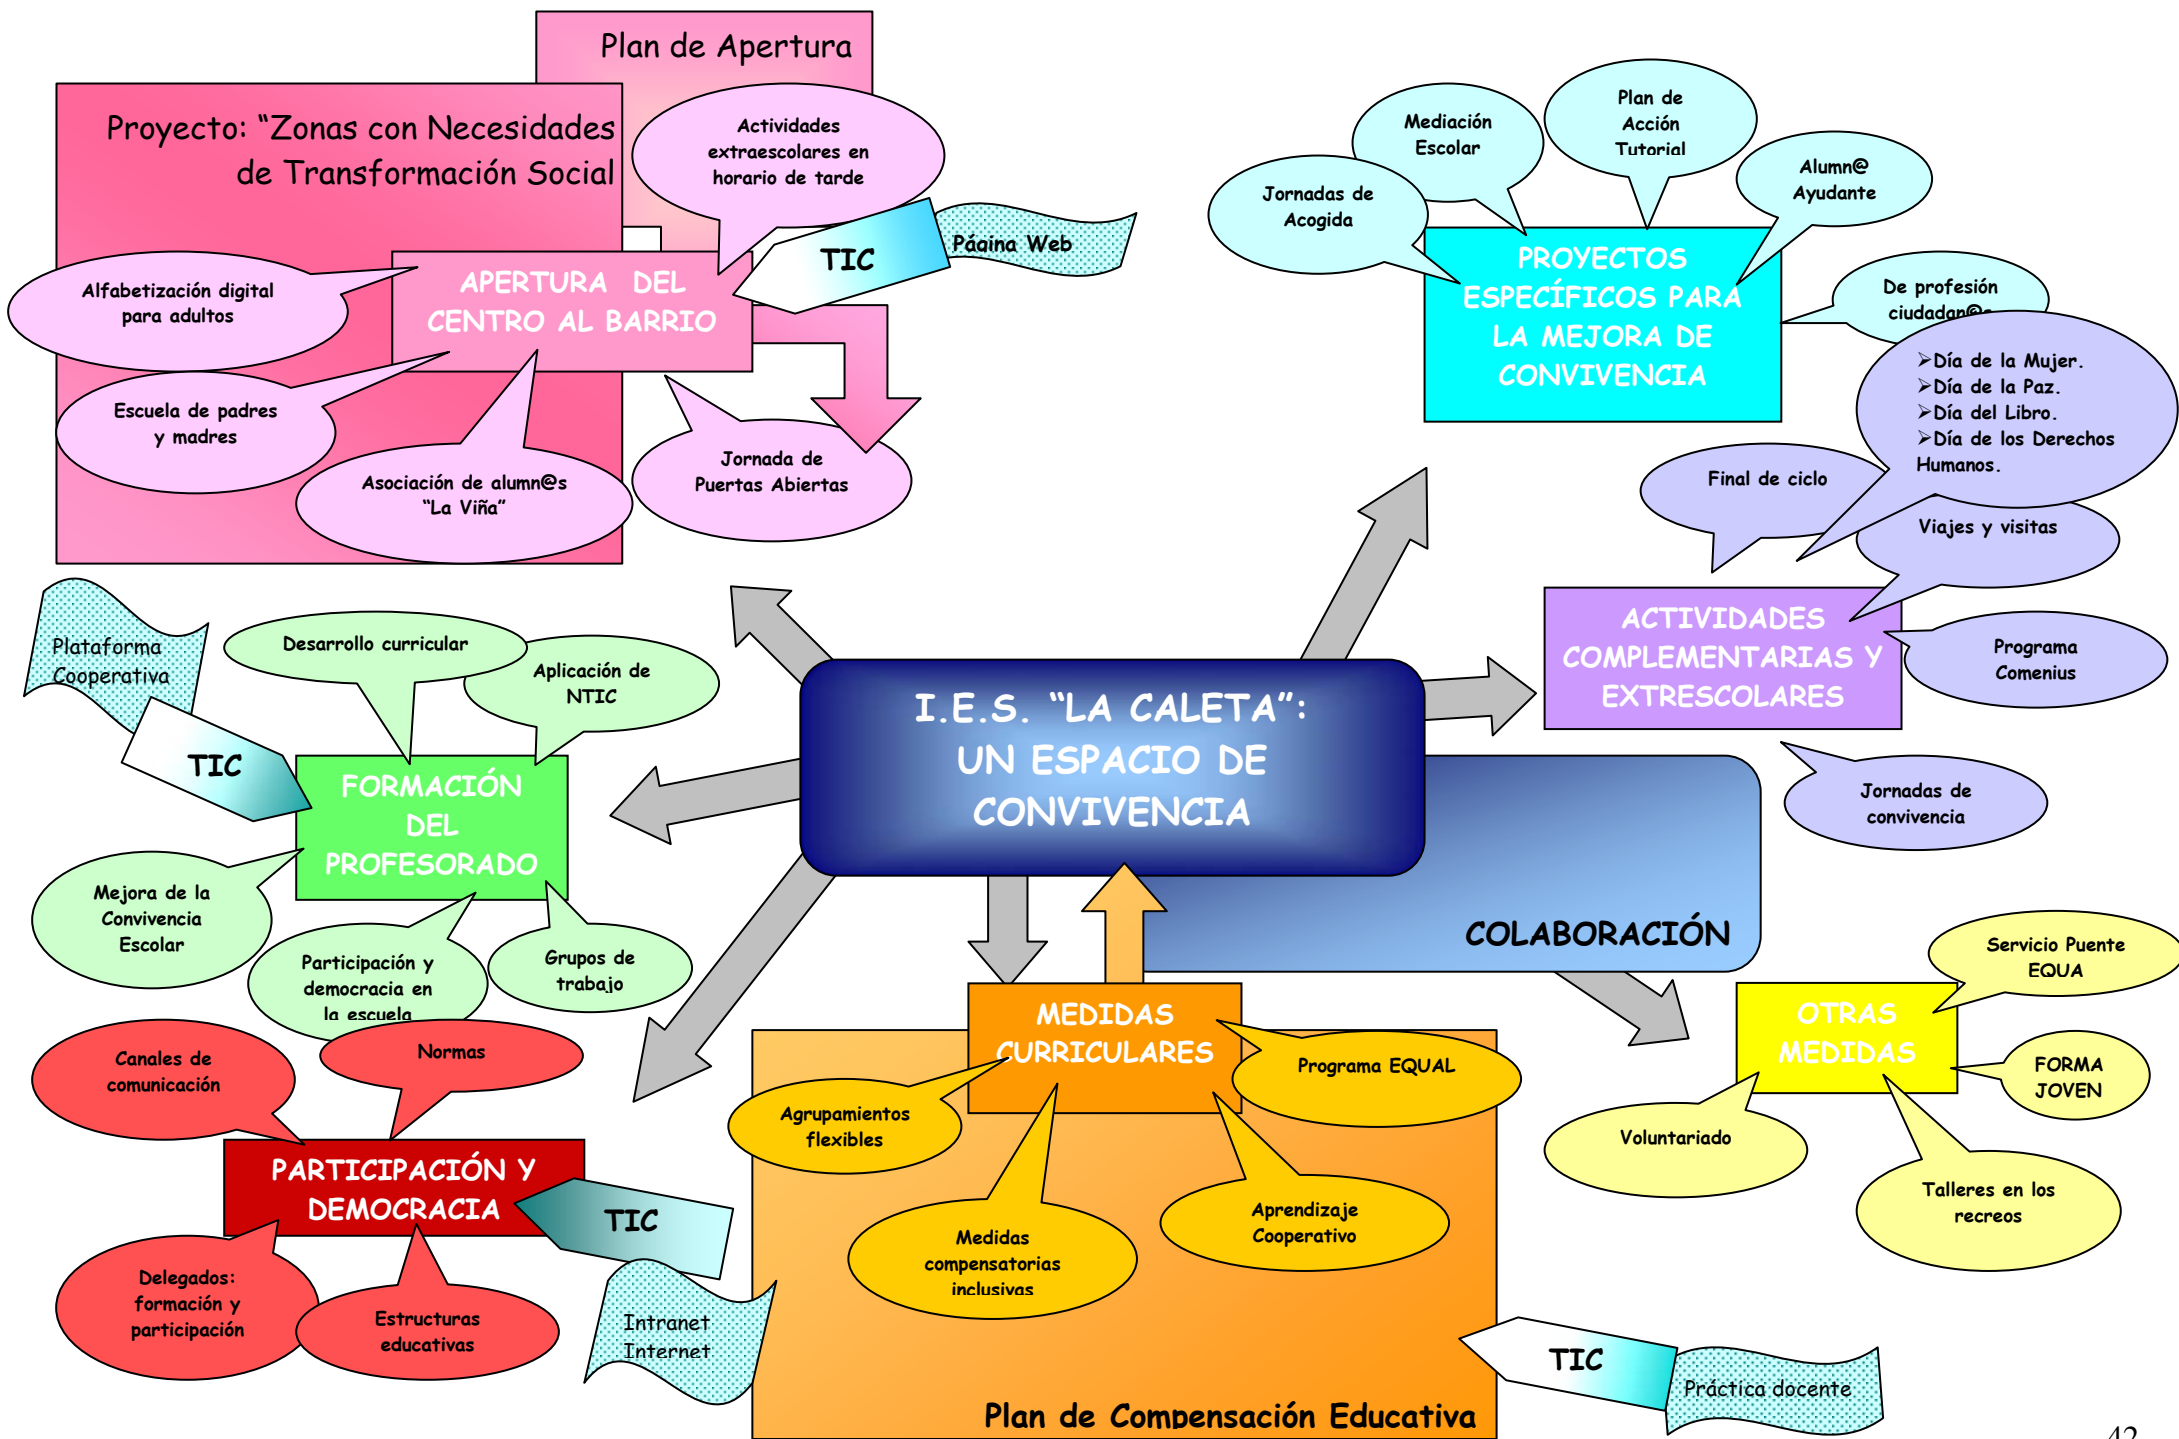 Plan de Apertura
Proyecto: “Zonas con Necesidades
de Transformación Social
Actividades
extraescolares en
horario de tarde
TIC
Página Web
APERTURA DEL
CENTRO AL BARRIO
Alfabetización digital
para adultos
Escuela de padres
y madres
Asociación de alumn@s
“La Viña”
Jornada de
Puertas Abiertas
Plan de
Acción
Tutorial
Mediación
Escolar
Alumn@
Ayudante
Jornadas de
Acogida
PROYECTOS
ESPECÍFICOS PARA
LA MEJORA DE
CONVIVENCIA
De profesión
ciudadan@s
➢Día de la Mujer.
➢Día de la Paz.
➢Día del Libro.
➢Día de los Derechos
Humanos.
Final de ciclo
Viajes y visitas
ACTIVIDADES
COMPLEMENTARIAS Y
EXTRESCOLARES
Programa
Comenius
Jornadas de
convivencia
Plataforma
Cooperativa
TIC
Desarrollo curricular
Aplicación de
NTIC
FORMACIÓN
DEL
PROFESORADO
Mejora de la
Convivencia
Escolar
Participación y
democracia en
la escuela
Grupos de
trabajo
I.E.S. “LA CALETA”:
UN ESPACIO DE
CONVIVENCIA
COLABORACIÓN
Servicio Puente
EQUA
OTRAS
MEDIDAS
FORMA
JOVEN
Voluntariado
Talleres en los
recreos
Canales de
comunicación
Normas
PARTICIPACIÓN Y
DEMOCRACIA
TIC
Delegados:
formación y
participación
Estructuras
educativas
Intranet
Internet
MEDIDAS
CURRICULARES
Programa EQUAL
Agrupamientos
flexibles
Medidas
compensatorias
inclusivas
Aprendizaje
Cooperativo
TIC
Práctica docente
Plan de Compensación Educativa
42